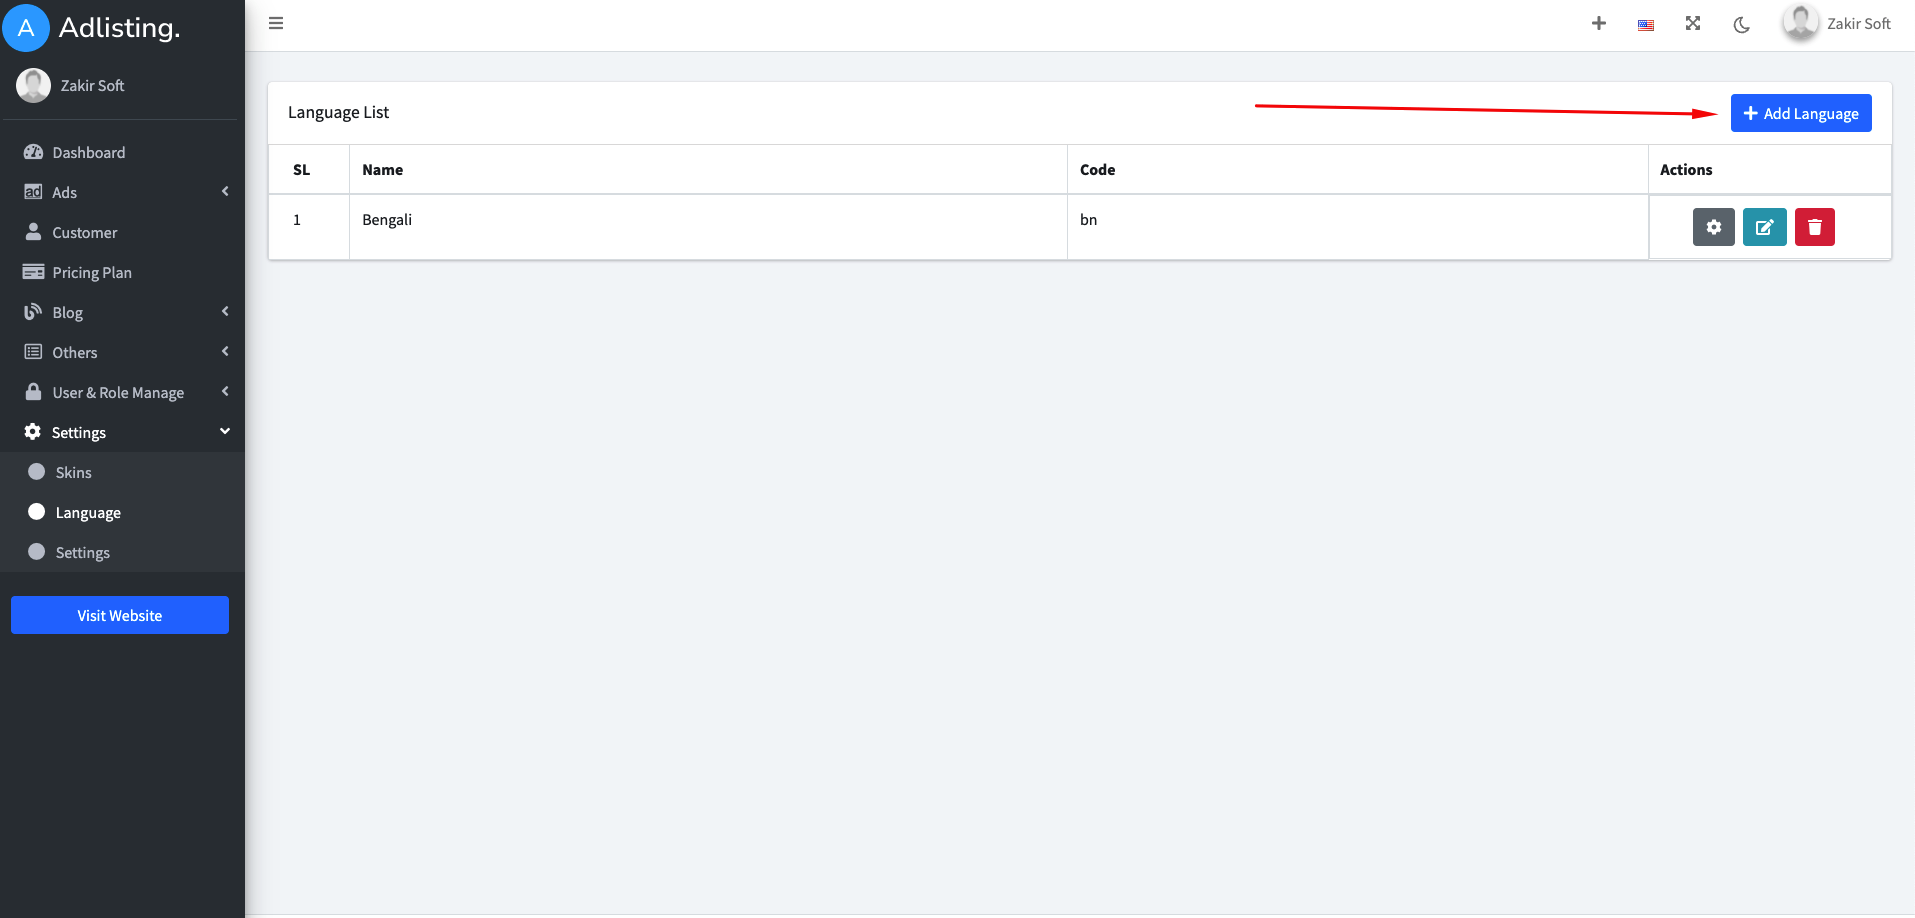 A Adlisting.
Zakir Soft
Zakir Soft
Dashboard
ad Ads
Customer
Pricing Plan
Blog
Others
User & Role Manage
Settings
Skins
Language
Settings
Visit Website
Language List
Add Language
SL Name Code Actions
1 Bengali bn